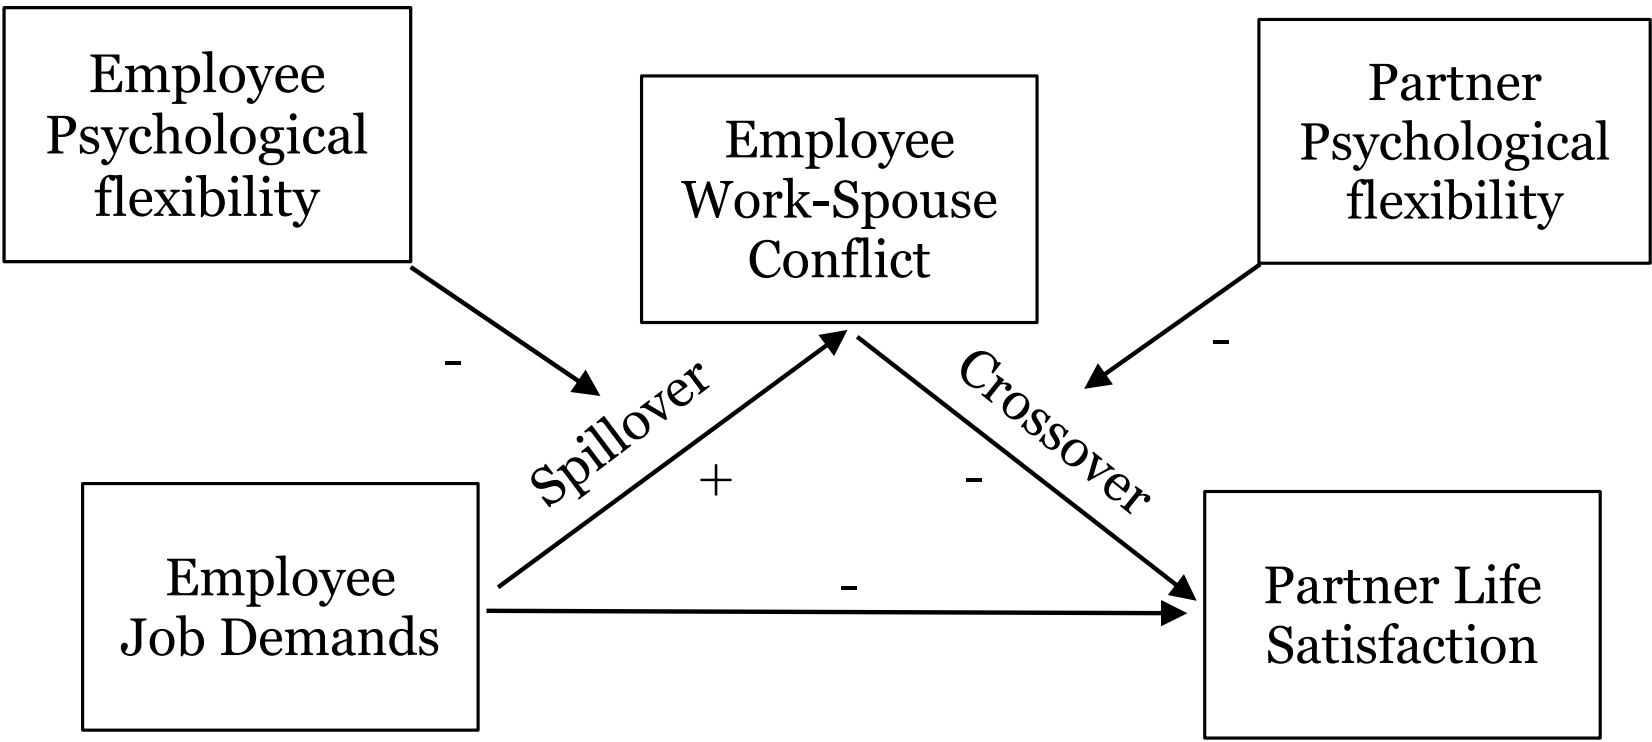 Employee
Psychological
flexibility
Employee
Work-Spouse
Conflict
Partner
Psychological
flexibility
-
-
Spillover
Crossover
+
-
-
Employee
Job Demands
Partner Life
Satisfaction